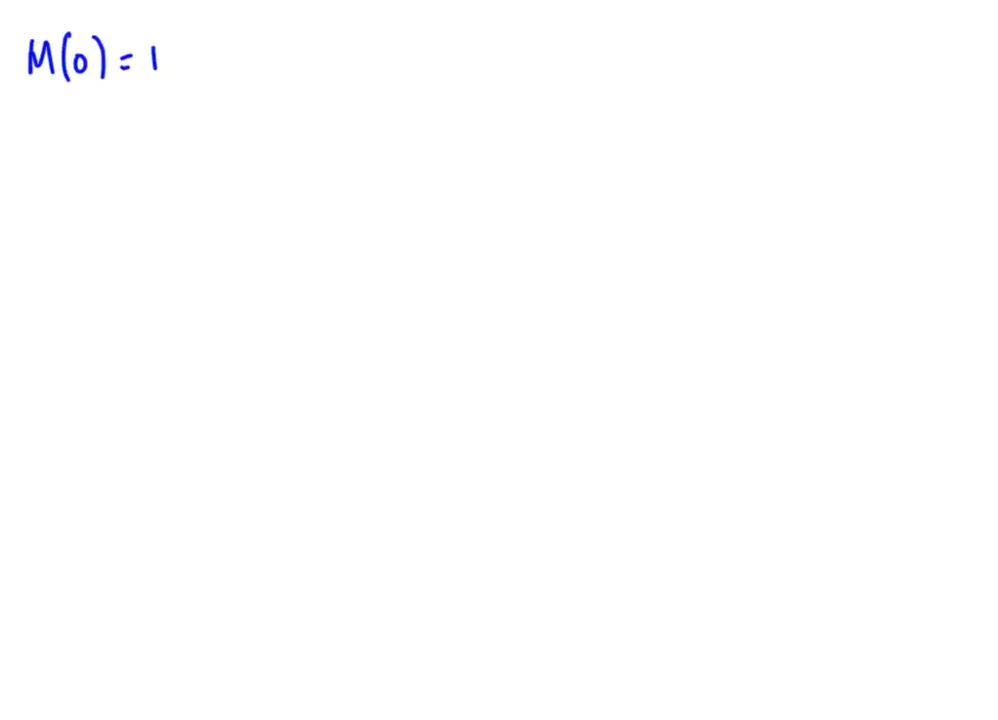 M(0) = 1